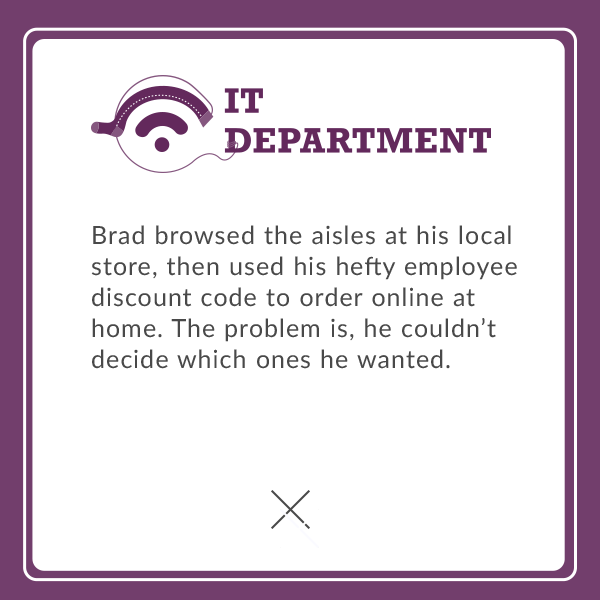 IT
DEPARTMENT
Brad browsed the aisles at his local
store, then used his hefty employee
discount code to order online at
home. The problem is, he couldn’t
decide which ones he wanted.